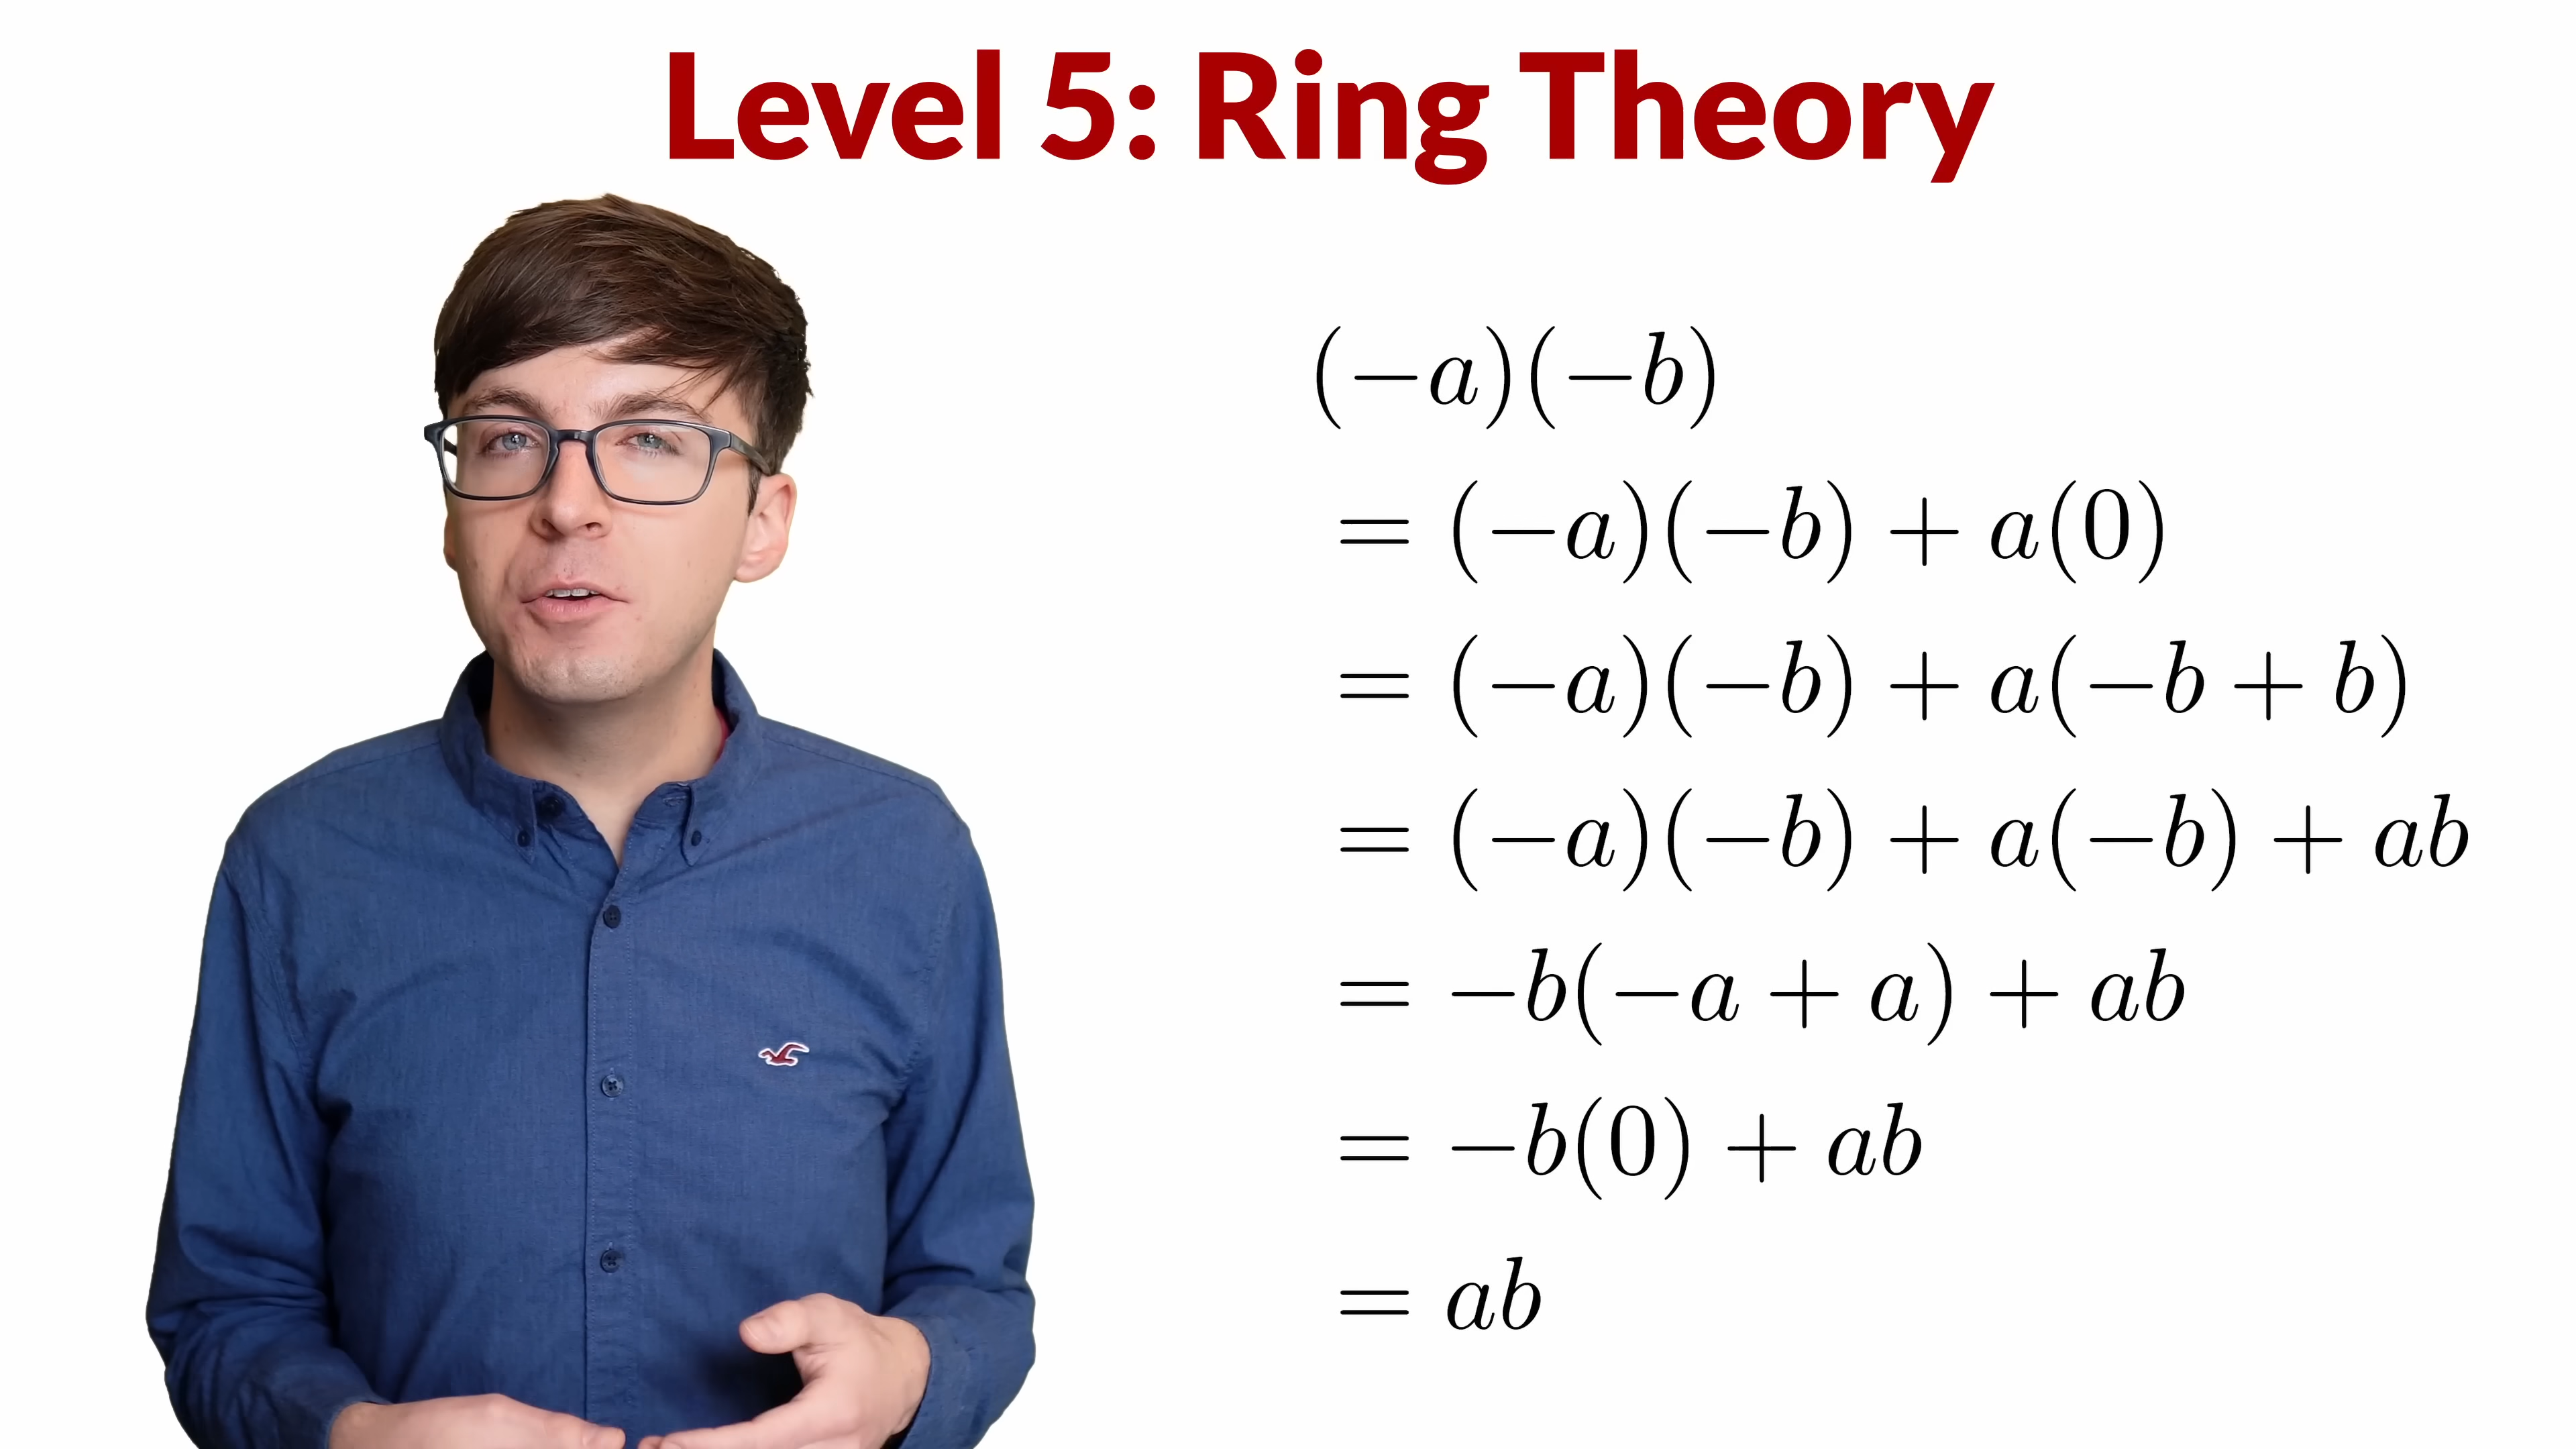 Level 5: Ring Theory
(−a)(−b)
= (−a)(−b) + a(0)
= (−a)(−b) + a(−b + b)
= (−a)(−b) + a(−b) + ab
= −b(−a + a) + ab
= −b(0) + ab
= ab